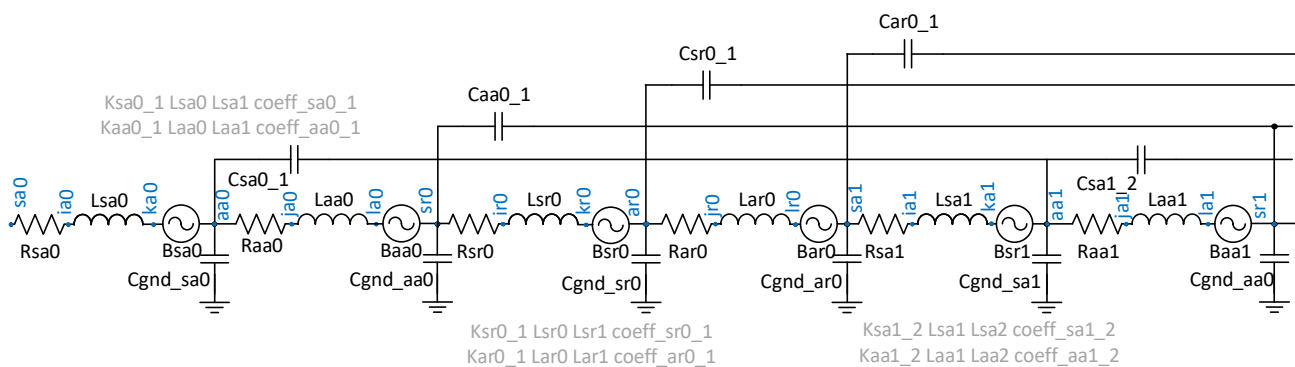 Car0_1
Csr0_1
Caa0_1
Ksa0_1 Lsa0 Lsa1 coeff_sa0_1
Kaa0_1 Laa0 Laa1 coeff_aa0_1
Csa0_1
Csa1_2
sa0
ia0
ka0
aa0
ja0
la0
sr0
ir0
kr0
ar0
jr0
lr0
sa1
ia1
ka1
aa1
ja1
la1
sr1
Lsa0
Laa0
Lsr0
Lar0
Lsa1
Laa1
Rsa0
Bsa0
Raa0
Baa0
Rsr0
Bsr0
Rar0
Bar0
Rsa1
Bsr1
Raa1
Baa1
Cgnd_sa0
Cgnd_aa0
Cgnd_sr0
Cgnd_ar0
Cgnd_sa1
Cgnd_aa0
Ksr0_1 Lsr0 Lsr1 coeff_sr0_1
Kar0_1 Lar0 Lar1 coeff_ar0_1
Ksa1_2 Lsa1 Lsa2 coeff_sa1_2
Kaa1_2 Laa1 Laa2 coeff_aa1_2